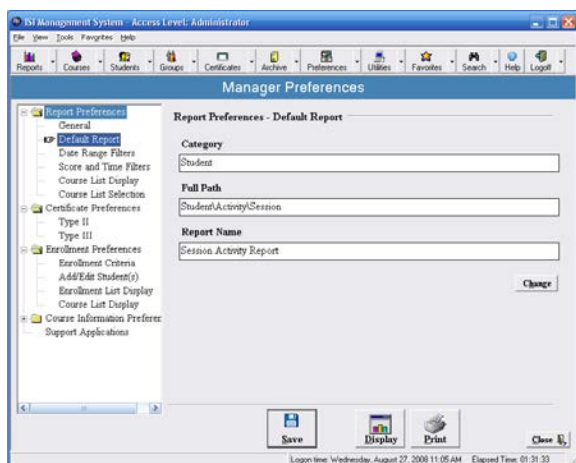 ISI Management System - Access Level: Administrator
File View Tools Favorites Help
Reports Courses Students Groups Certificates Archive Preferences Utilities Favorites Search Help Logoff
Manager Preferences
Report Preferences
General
Default Report
Date Range Filters
Score and Time Filters
Course List Display
Course List Selection
Certificate Preferences
Type II
Type III
Enrollment Preferences
Enrollment Criteria
Add/Edit Student(s)
Enrollment List Display
Course List Display
Course Information Preferer
Support Applications
Report Preferences - Default Report
Category
Student
Full Path
Student\Activity\Session
Report Name
Session Activity Report
Change
Save Display Print Close
Logon time: Wednesday, August 27, 2008 11:05 AM Elapsed Time: 01:31:33